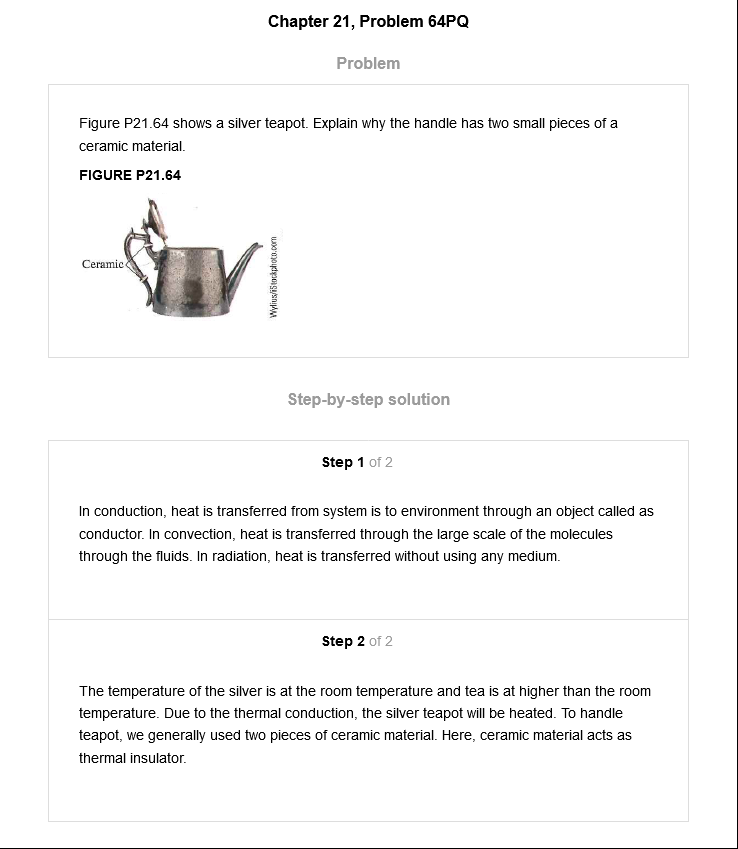 Chapter 21, Problem 64PQ
Problem
Figure P21.64 shows a silver teapot. Explain why the handle has two small pieces of a
ceramic material.
FIGURE P21.64
Ceramic
Wylius/iStockphoto.com
Step-by-step solution
Step 1 of 2
In conduction, heat is transferred from system is to environment through an object called as
conductor. In convection, heat is transferred through the large scale of the molecules
through the fluids. In radiation, heat is transferred without using any medium.
Step 2 of 2
The temperature of the silver is at the room temperature and tea is at higher than the room
temperature. Due to the thermal conduction, the silver teapot will be heated. To handle
teapot, we generally used two pieces of ceramic material. Here, ceramic material acts as
thermal insulator.